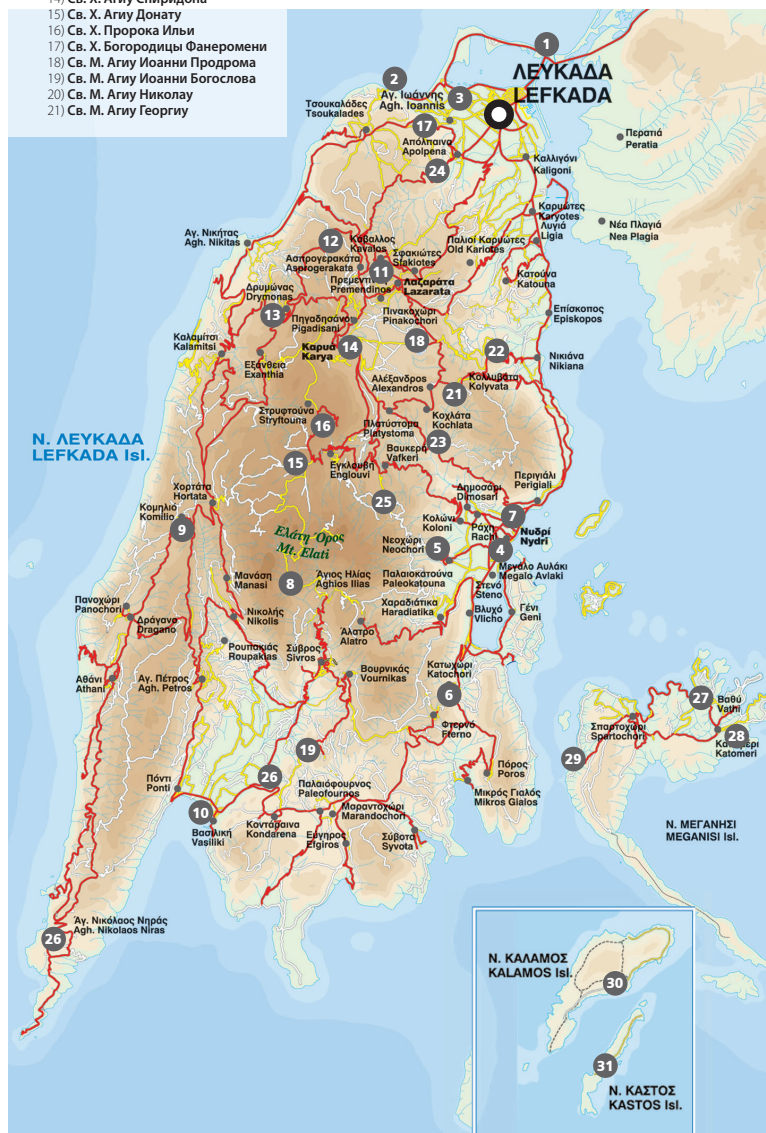 14) Св. Х. Агиу Спиридона
15) Св. Х. Агиу Донату
16) Св. Х. Пророка Ильи
17) Св. Х. Богородицы Фанеромени
18) Св. М. Агиу Иоанни Продрома
19) Св. М. Агиу Иоанни Богослова
20) Св. М. Агиу Николау
21) Св. М. Агиу Георгиу
1
ΛΕΥΚΑΔΑ
LEFKADA
2
Αγ. Ιωάννης
Agh. Ioannis
3
Τσουκαλάδες
Tsoukalades
17
Απόλπαινα
Apolpena
24
Περατιά
Peratia
Καλλιγόνι
Kaligoni
Καρυώτες
Karyotes
Λυγιά
Ligia
Νέα Πλαγιά
Nea Plagia
Αγ. Νικήτας
Agh. Nikitas
12
Κάβαλλος
Kavalos
Ασπρογερακάτα
Asprogerakata
11
Σφακιώτες
Sfakiotes
Παλιοί Καρυώτες
Old Kariotes
Πρεμεντινο
Premendinos
Λαζαράτα
Lazarata
Κατούνα
Katouna
Δρυμώνας
Drymonas
13
Πηγαδησάνοι
Pigadisani
Πινακοχώρι
Pinakochori
Επίσκοπος
Episkopos
Καλαμίτσι
Kalamitsi
Εξάνθεια
Exanthia
Καρυά
Karya
14
18
22
Νικιάνα
Nikiana
Αλέξανδρος
Alexandros
Κολλυβάτα
Kolyvata
21
Στρυφτούνα
Stryftouna
16
Πλατύστομα
Platystoma
Κοχλάτα
Kochlata
23
Ν. ΛΕΥΚΑΔΑ
LEFKADA Isl.
15
Εγκλουβή
Englouvi
Βαυκερή
Vafkeri
25
Χορτάτα
Hortata
Κομηλιό
Komilio
9
Δημοσάρι
Dimosari
Περιγιάλι
Perigiali
7
Κολώνι
Koloni
Ράχη
Rachi
Νυδρί
Nydri
Ελάτη Όρος
Mt. Elati
Νεοχώρι
Neochori
5
4
Μεγάλο Αυλάκι
Megalo Avlaki
Μανάση
Manasi
8
Άγιος Ηλίας
Aghios Ilias
Παλαιοκατούνα
Paleokatouna
Στενό
Steno
Πανοχώρι
Panochori
Δράγανα
Dragano
Νικολής
Nikolis
Άλατρο
Alatro
Χαραδιάτικα
Haradiatika
Βλυχό
Vlicho
Γένι
Geni
Ρουπακιάς
Roupakias
Σύβρος
Sivros
Βουρνικάς
Vournikas
Κατωχώρι
Katochori
Αθάνι
Athani
Αγ. Πέτρος
Agh. Petros
6
27
Βαθύ
Vathi
Φτερνό
Fterno
Σπαρτοχώρι
Spartochori
28
Katomeri
19
29
26
Πόντι
Ponti
Παλαιόφουρνος
Paleofournos
Πόρος
Poros
Μικρός Γιαλός
Mikros Gialos
10
Βασιλική
Vasiliki
Κοντάραινα
Kondarena
Μαραντοχώρι
Marandochori
Εύγηρος
Efgiros
Σύβοτα
Syvota
Ν. ΜΕΓΑΝΗΣΙ
MEGANISI Isl.
26
Άγ. Νικόλαος Νηράς
Agh. Nikolaos Niras
Ν. ΚΑΛΑΜΟΣ
KALAMOS Isl.
30
31
Ν. ΚΑΣΤΟΣ
KASTOS Isl.